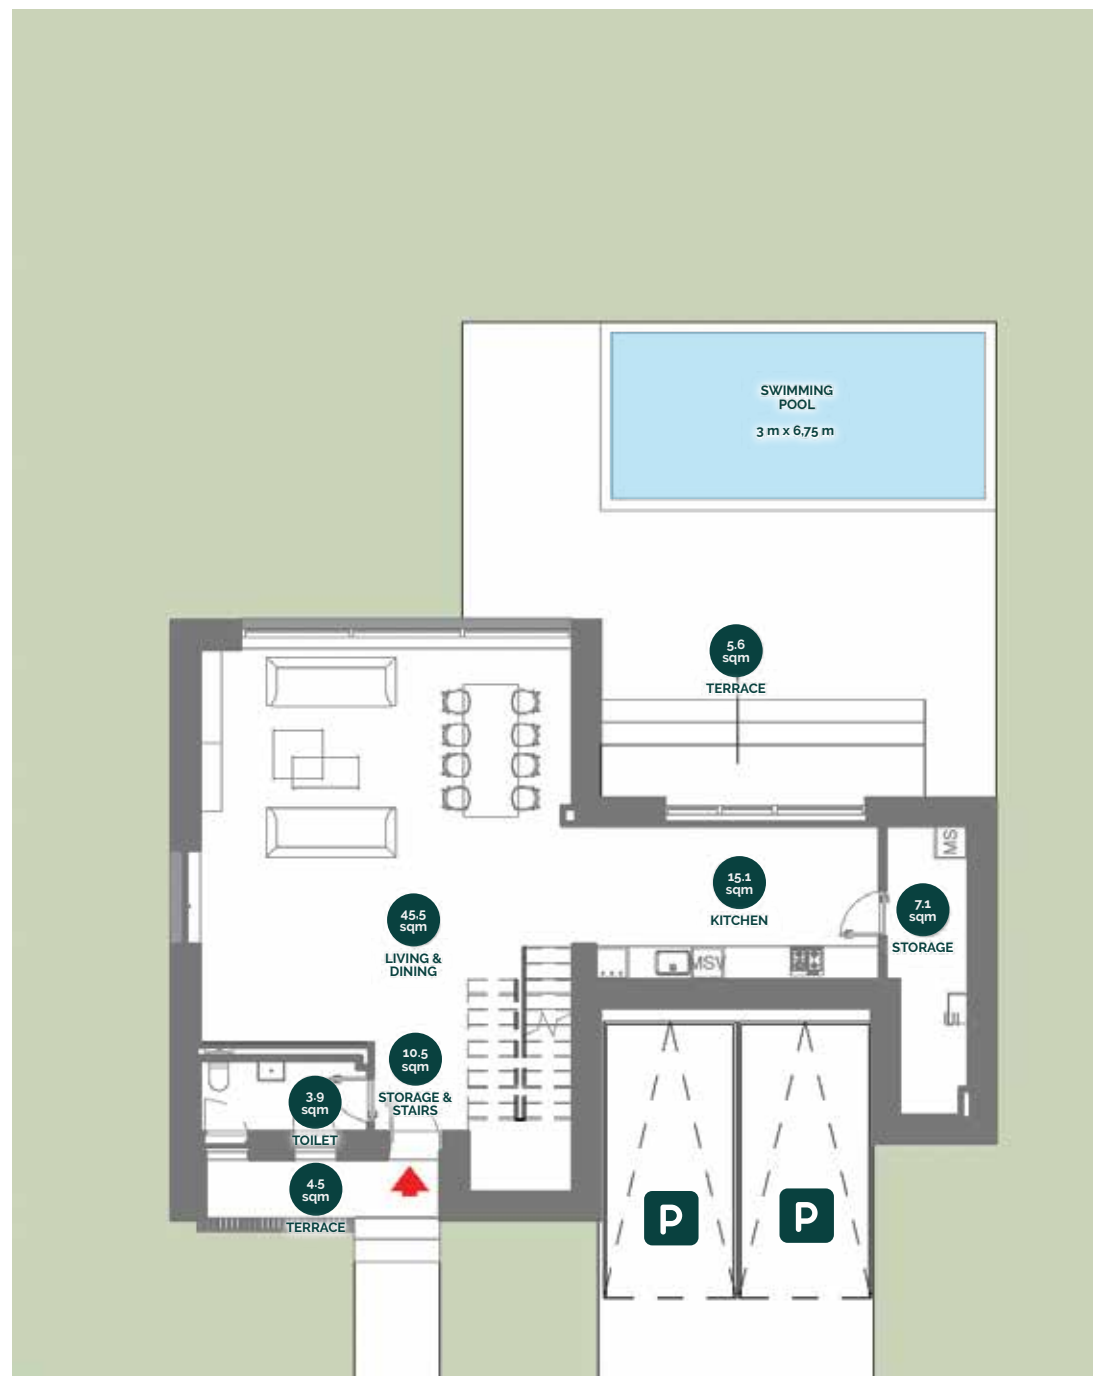 SWIMMING
POOL
3 m x 6,75 m
5.6
sqm
TERRACE
MS
15.1
sqm
KITCHEN
7.1
sqm
STORAGE
45.5
sqm
LIVING &
DINING
MSV
10.5
sqm
STORAGE &
STAIRS
3.9
sqm
TOILET
4.5
sqm
TERRACE
P
P